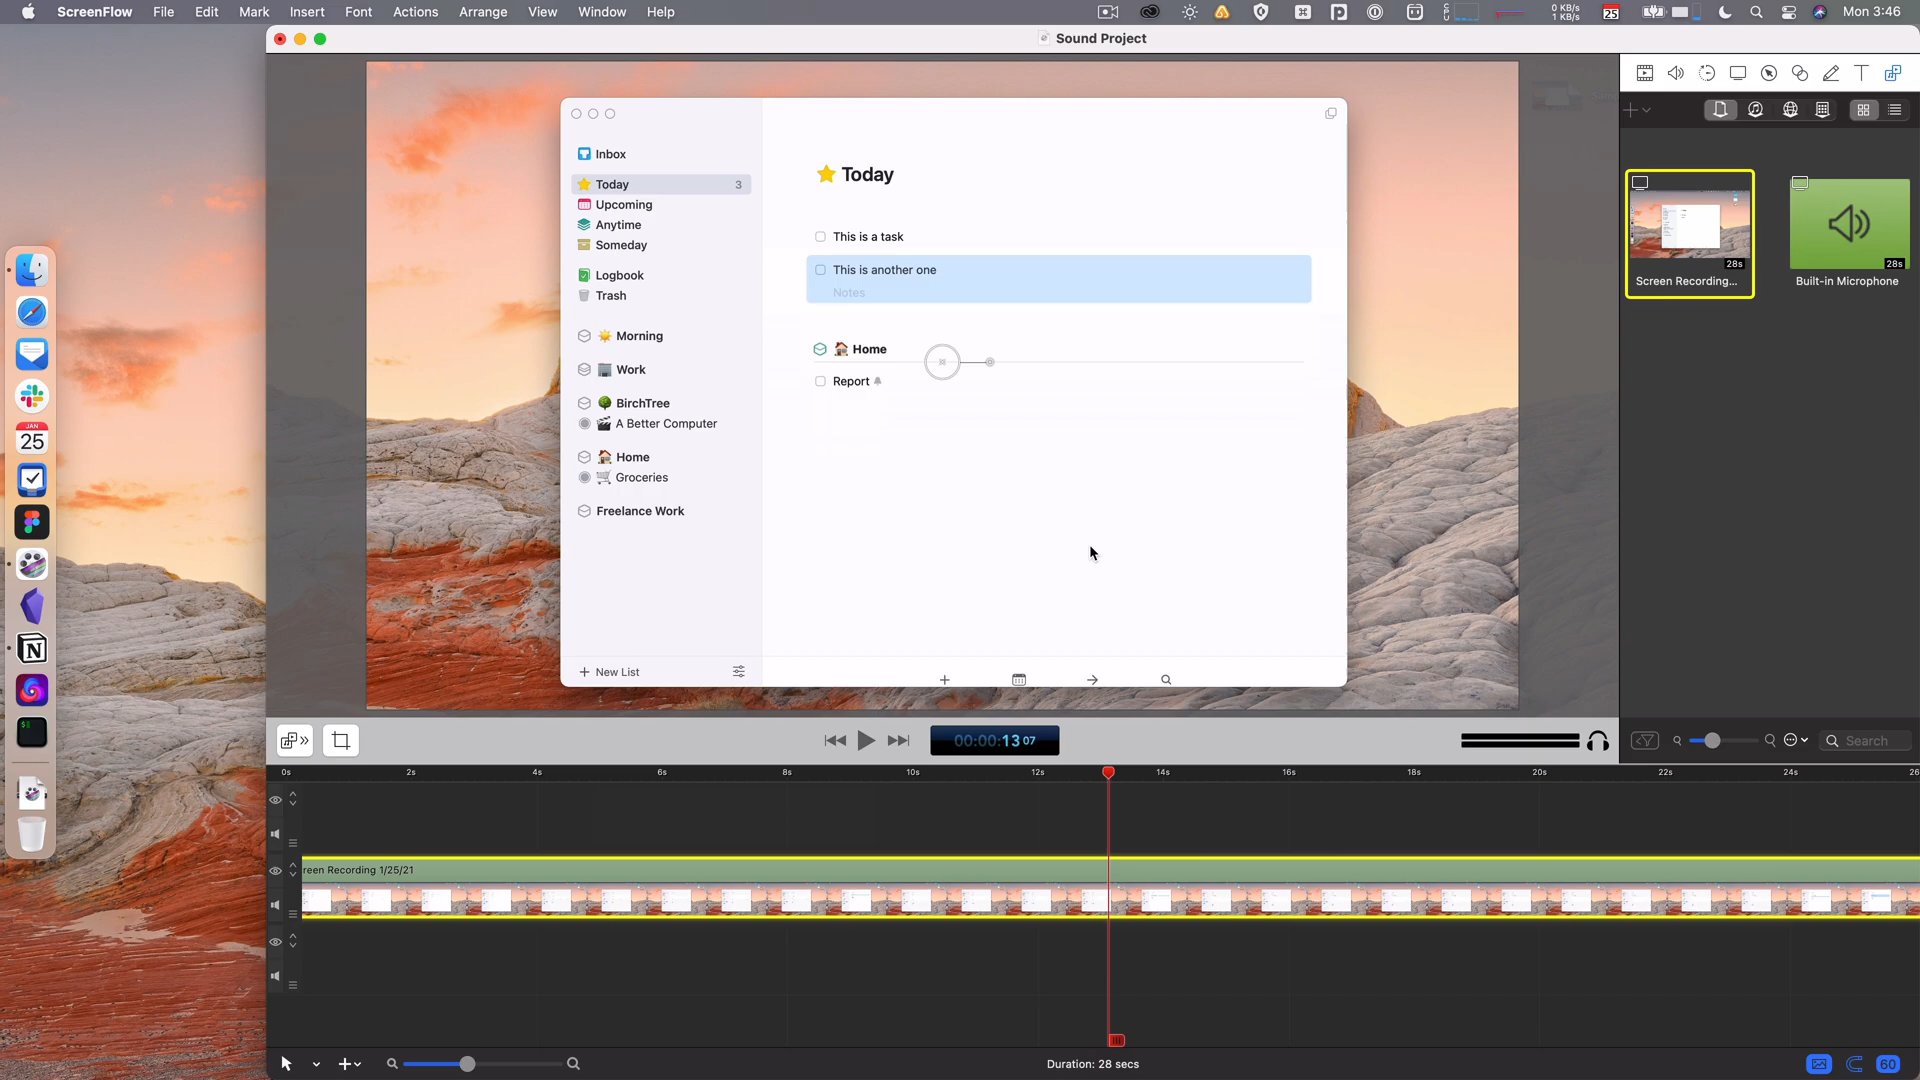 ScreenFlow File Edit Mark Insert Font Actions Arrange View Window Help
0 KB/s
1 KB/s
25
Mon 3:46
Sound Project
Inbox
Today 3
Upcoming
Anytime
Someday
Logbook
Trash
Morning
Work
BirchTree
A Better Computer
Home
Groceries
Freelance Work
New List
Today
This is a task
This is another one
Notes
Home
Report
28s
Screen Recording...
28s
Built-in Microphone
JAN
25
00:00:13 07
Search
0s 2s 4s 6s 8s 10s 12s 14s 16s 18s 20s 22s 24s 26
reen Recording 1/25/21
Duration: 28 secs
60